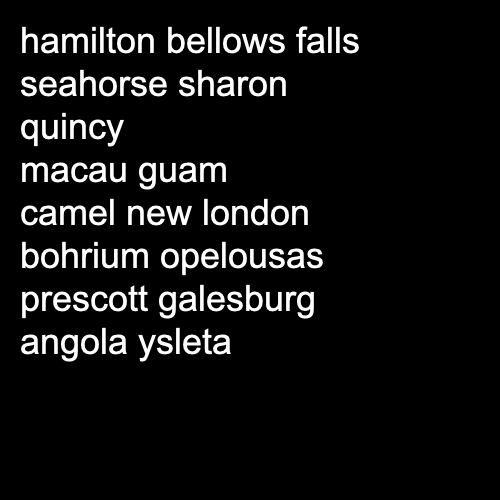 hamilton bellows falls
seahorse sharon
quincy
macau guam
camel new london
bohrium opelousas
prescott galesburg
angola ysleta